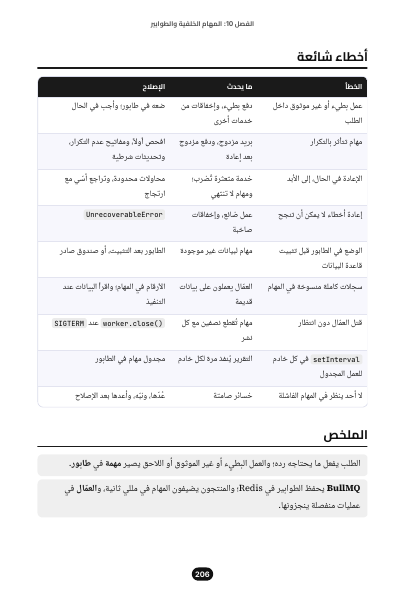 الفصل 10: المهام الخلفية والطوابير
أخطاء شائعة
الخطأ ما يحدث الإصلاح
عمل بطيء أو غير موثوق داخل الطلب دفع بطيء، وإخفاقات من خدمات أخرى ضعه في طابور؛ وأجب في الحال
مهام تتأثر بالتكرار بريد مزدوج، ودفع مزدوج بعد إعادة افحص أولاً، ومفاتيح عدم التكرار، وتحديثات شرطية
الإعادة في الحال، إلى الأبد خدمة متعثرة تُضرب؛ ومهام لا تنتهي محاولات محدودة، وتراجع أسّي مع ارتجاج
إعادة أخطاء لا يمكن أن تنجح عمل ضائع، وإخفاقات صاخبة UnrecoverableError
الوضع في الطابور قبل تثبيت قاعدة البيانات مهام لبيانات غير موجودة الطابور بعد التثبيت، أو صندوق صادر
سجلات كاملة منسوخة في المهام العمّال يعملون على بيانات قديمة الأرقام في المهام؛ واقرأ البيانات عند التنفيذ
قتل العمّال دون انتظار مهام تُقطع نصفين مع كل نشر worker.close() عند SIGTERM
setInterval في كل خادم للعمل المجدول التقرير يُنفذ مرة لكل خادم مجدول مهام في الطابور
لا أحد ينظر في المهام الفاشلة خسائر صامتة عُدّها، ونبّه، وأعدها بعد الإصلاح
الملخص
الطلب يفعل ما يحتاجه رده؛ والعمل البطيء أو غير الموثوق أو اللاحق يصير مهمة في طابور.
BullMQ يحفظ الطوابير في Redis؛ والمنتجون يضيفون المهام في مللي ثانية، والعمّال في
عمليات منفصلة ينجزونها.
206